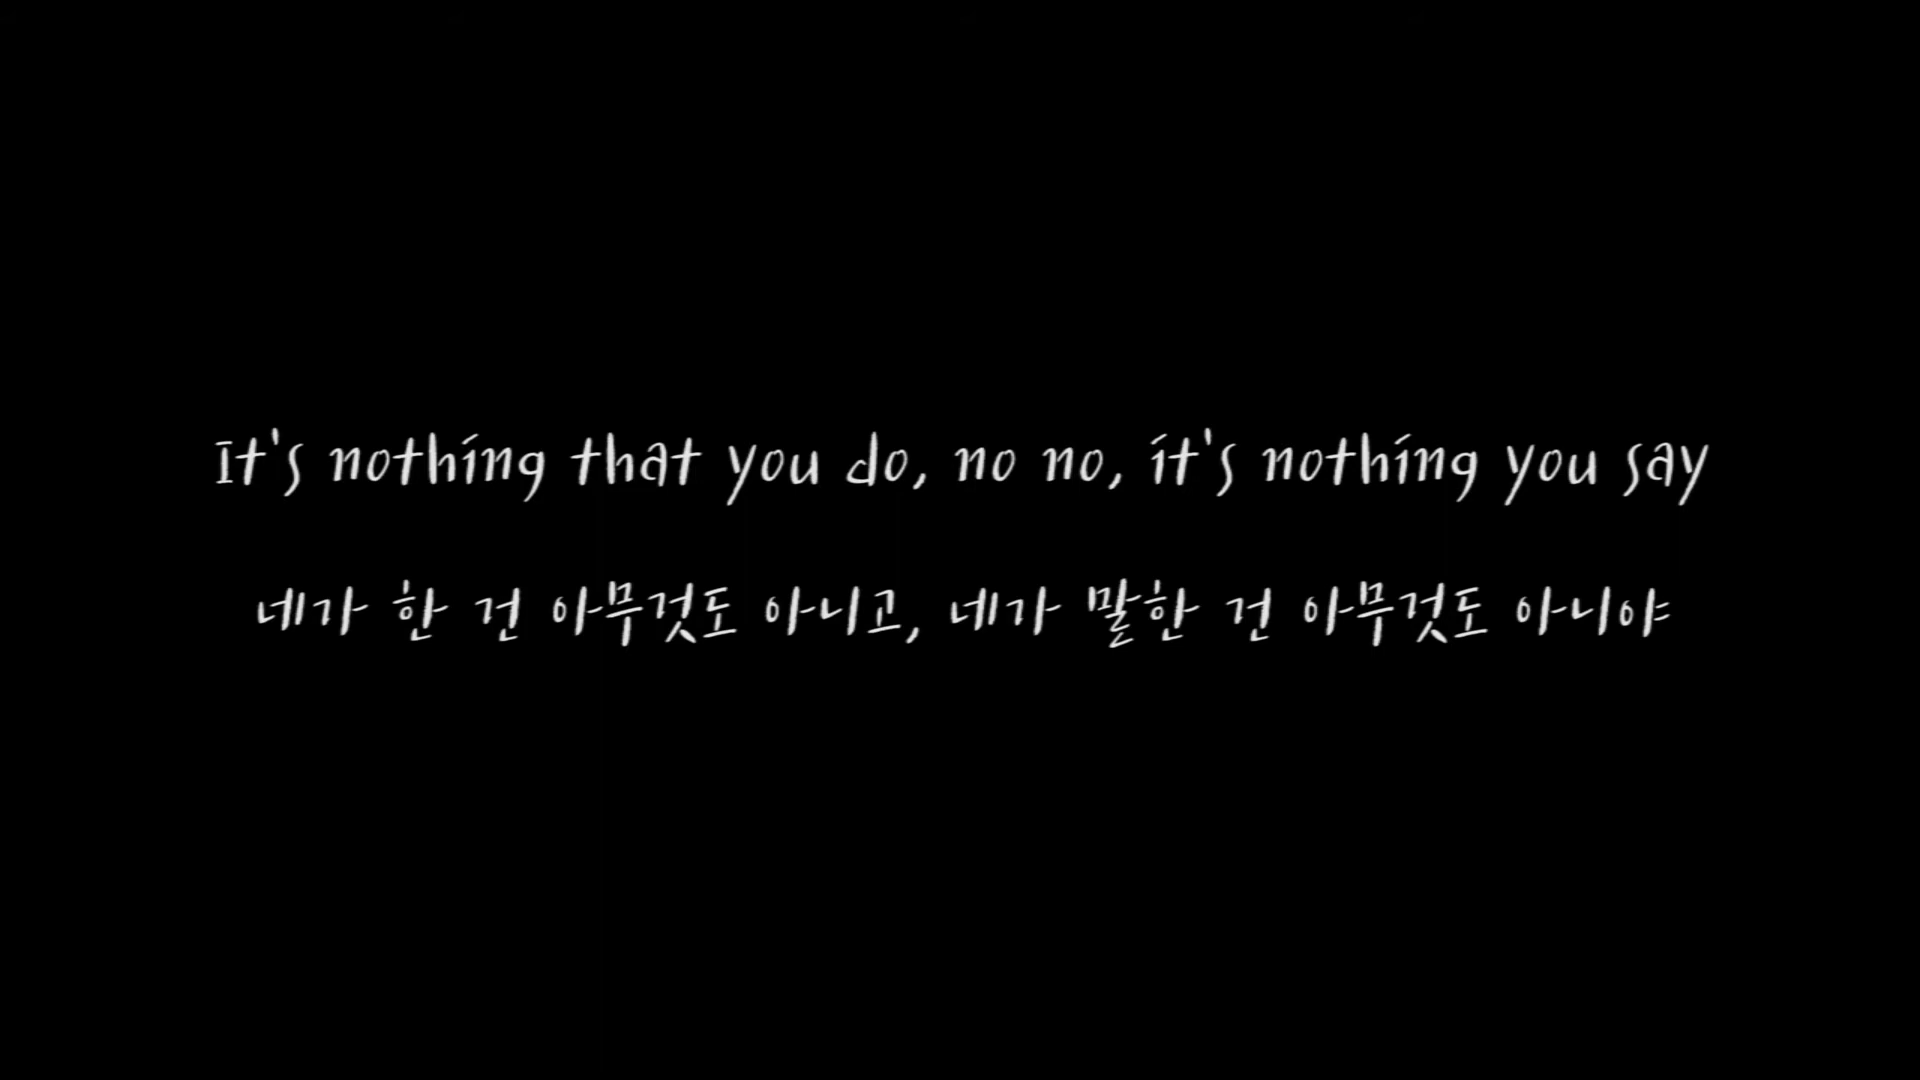 It's nothing that you do, no no, it's nothing you say
네가 한 건 아무것도 아니고, 네가 말한 건 아무것도 아니야